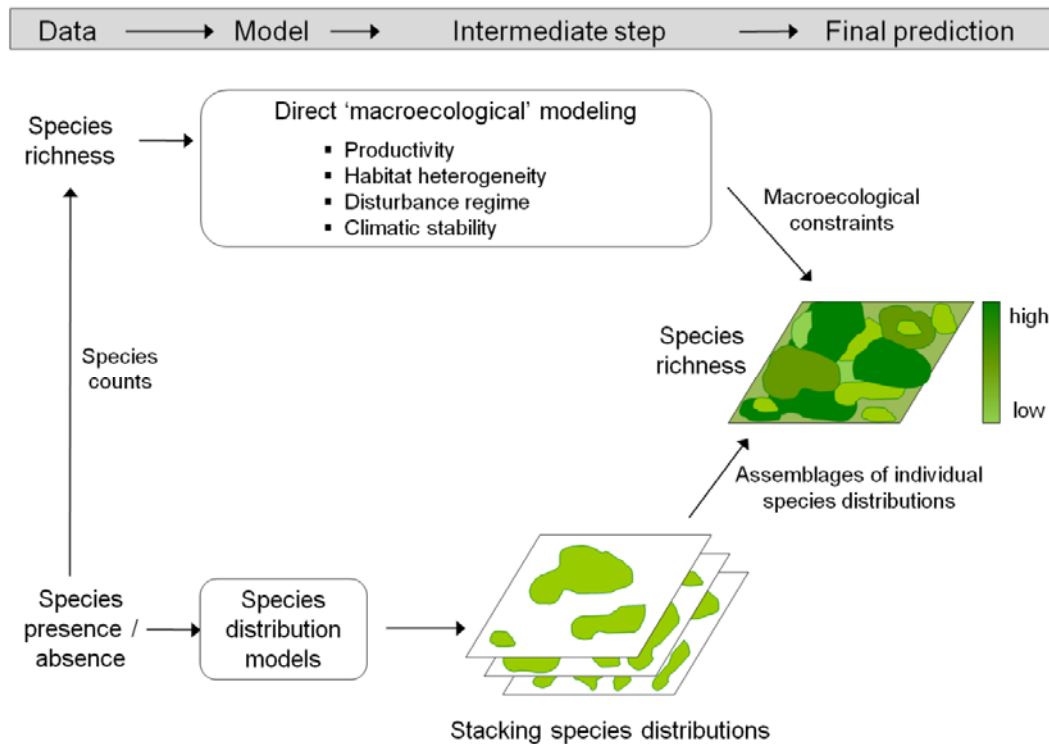 Data Model Intermediate step Final prediction
Direct ‘macroecological’ modeling
Species
richness
▪ Productivity
▪ Habitat heterogeneity
▪ Disturbance regime
▪ Climatic stability
Macroecological
constraints
Species
richness
high
low
Species
counts
Assemblages of individual
species distributions
Species
presence /
absence
Species
distribution
models
Stacking species distributions